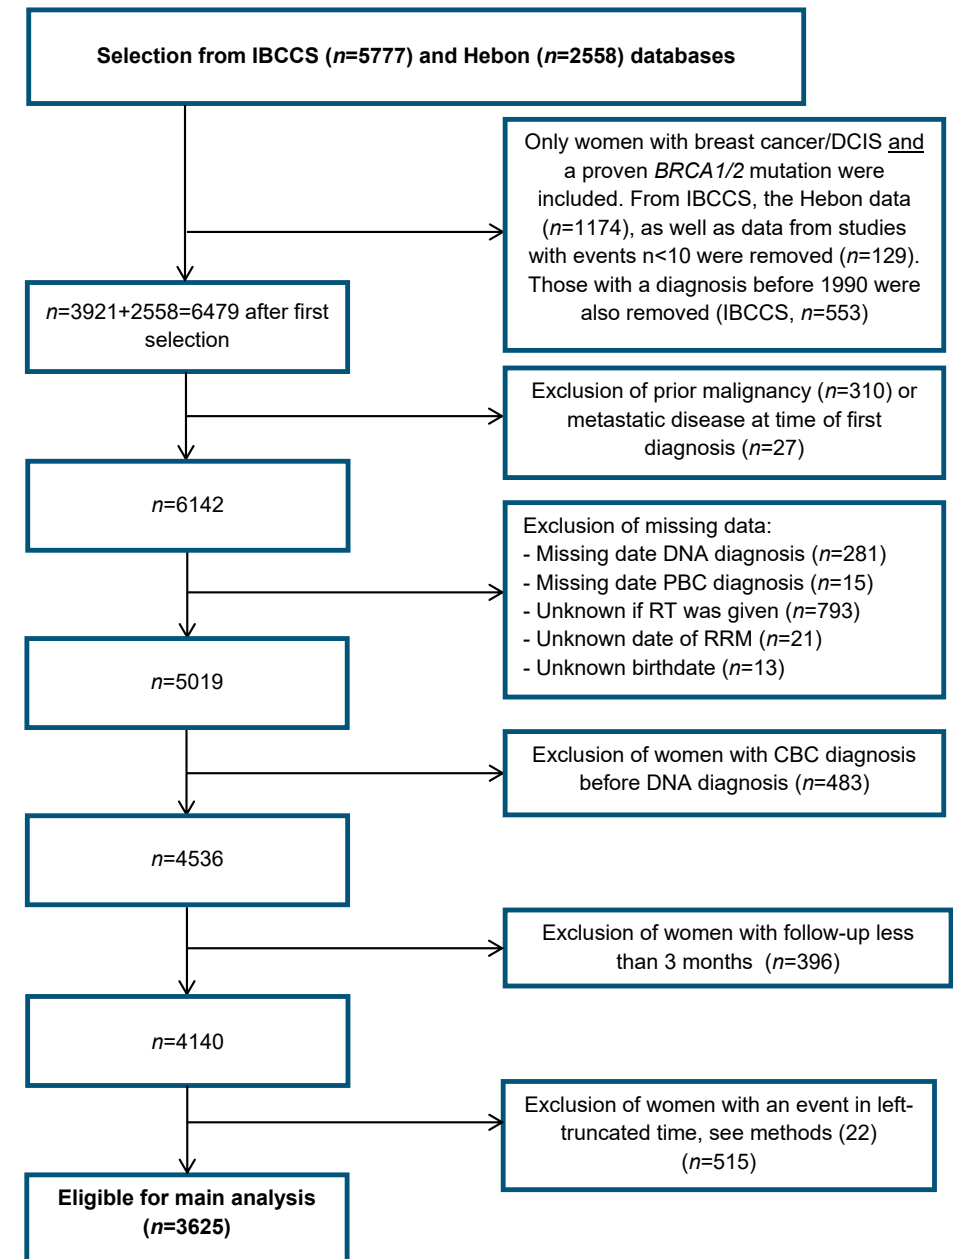 Selection from IBCCS (n=5777) and Hebon (n=2558) databases
Only women with breast cancer/DCIS and
a proven BRCA1/2 mutation were
included. From IBCCS, the Hebon data
(n=1174), as well as data from studies
with events n<10 were removed (n=129).
Those with a diagnosis before 1990 were
also removed (IBCCS, n=553)
n=3921+2558=6479 after first
selection
Exclusion of prior malignancy (n=310) or
metastatic disease at time of first
diagnosis (n=27)
n=6142
Exclusion of missing data:
- Missing date DNA diagnosis (n=281)
- Missing date PBC diagnosis (n=15)
- Unknown if RT was given (n=793)
- Unknown date of RRM (n=21)
- Unknown birthdate (n=13)
n=5019
Exclusion of women with CBC diagnosis
before DNA diagnosis (n=483)
n=4536
Exclusion of women with follow-up less
than 3 months (n=396)
n=4140
Exclusion of women with an event in left-
truncated time, see methods (22)
(n=515)
Eligible for main analysis
(n=3625)